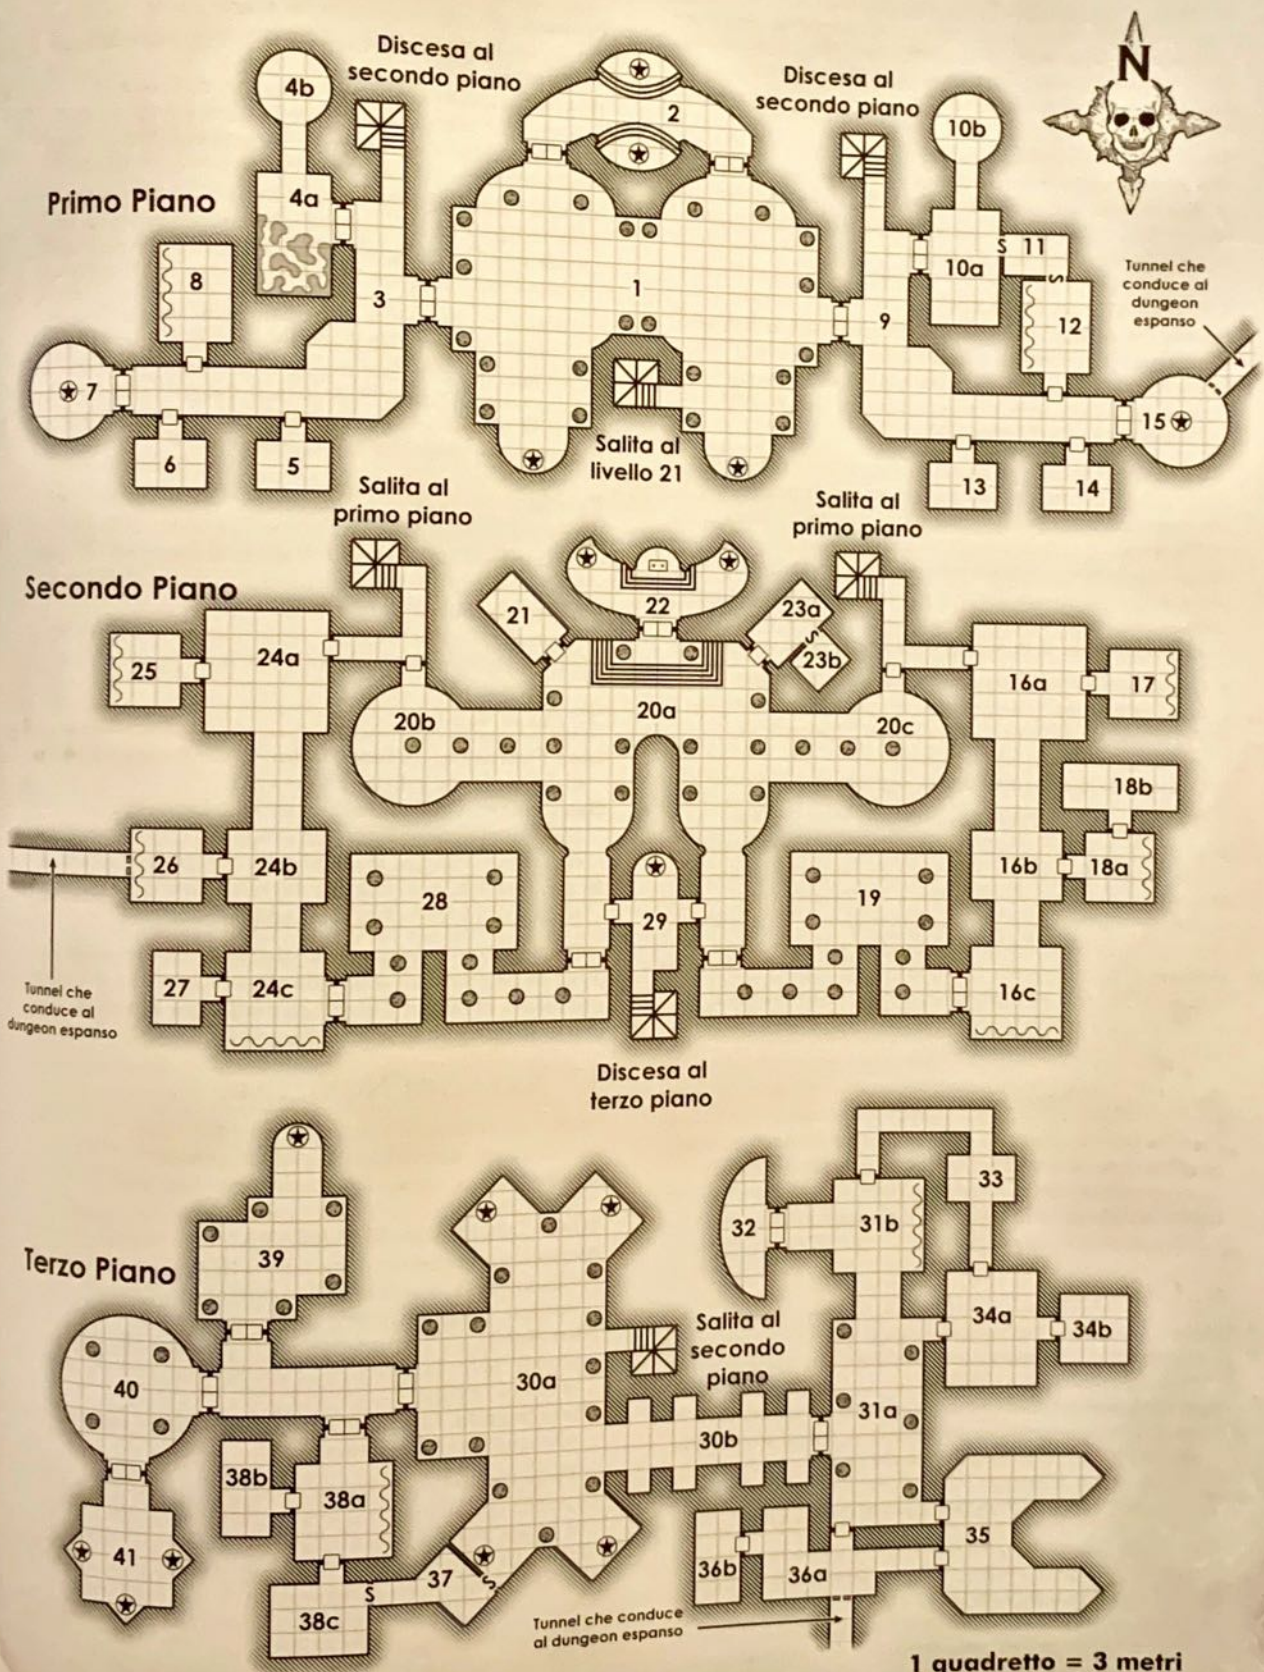 Discesa al
secondo piano
Discesa al
secondo piano
N
4b
2
10b
Primo Piano
4a
S
11
10a
Tunnel che
conduce al
dungeon
espanso
8
3
1
9
S
12
7
15
6
5
Salita al
livello 21
13
14
Salita al
primo piano
Salita al
primo piano
Secondo Piano
21
22
23a
S
23b
25
24a
16a
17
20b
20a
20c
18b
26
24b
16b
18a
28
29
19
27
24c
16c
Tunnel che
conduce al
dungeon espanso
Discesa al
terzo piano
33
32
31b
39
Terzo Piano
Salita al
secondo
piano
34a
34b
40
30a
31a
30b
38b
38a
35
41
37
S
36b
36a
S
38c
Tunnel che conduce
al dungeon espanso
1 quadretto = 3 metri